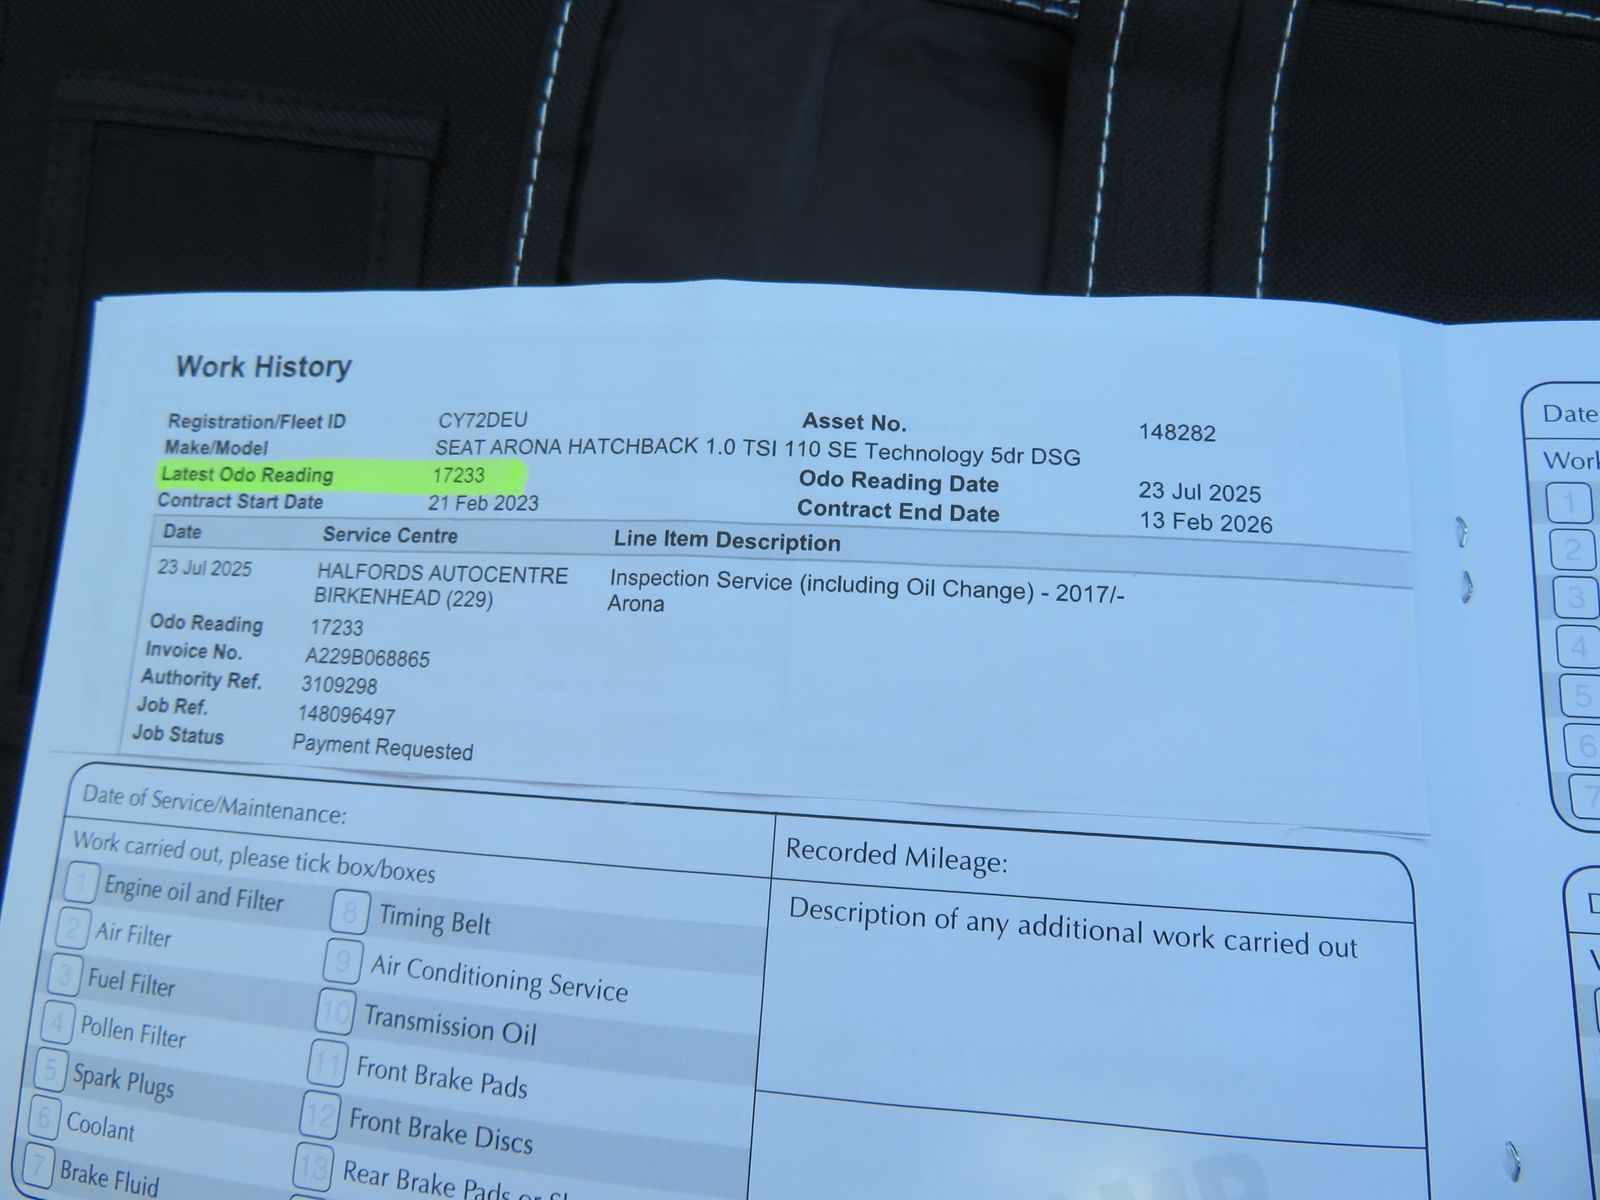 Work History
Registration/Fleet ID CY72DEU Asset No. 148282
Make/Model SEAT ARONA HATCHBACK 1.0 TSI 110 SE Technology 5dr DSG
Latest Odo Reading 17233 Odo Reading Date 23 Jul 2025
Contract Start Date 21 Feb 2023 Contract End Date 13 Feb 2026
Date Service Centre Line Item Description
23 Jul 2025 HALFORDS AUTOCENTRE Inspection Service (including Oil Change) - 2017/-
BIRKENHEAD (229) Arona
Odo Reading 17233
Invoice No. A229B068865
Authority Ref. 3109298
Job Ref. 148096497
Job Status Payment Requested
Date of Service/Maintenance:
Recorded Mileage:
Work carried out, please tick box/boxes
Description of any additional work carried out
1 Engine oil and Filter
2 Air Filter
3 Fuel Filter
4 Pollen Filter
5 Spark Plugs
6 Coolant
7 Brake Fluid
8 Timing Belt
9 Air Conditioning Service
10 Transmission Oil
11 Front Brake Pads
12 Front Brake Discs
13 Rear Brake Pads or
Date
Work
1
2
3
4
5
6
7